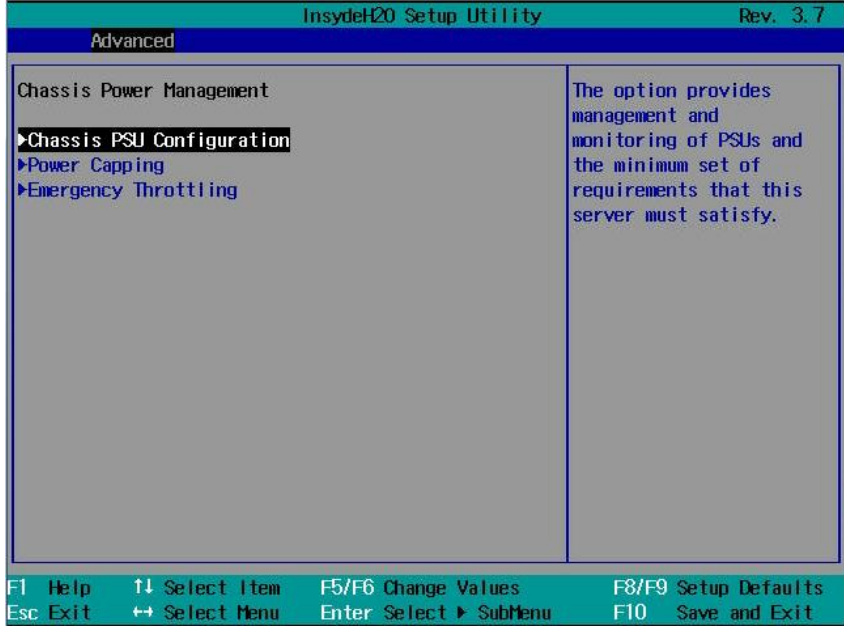 InsydeH2O Setup Utility Rev. 3.7
Advanced
Chassis Power Management
▶Chassis PSU Configuration
▶Power Capping
▶Emergency Throttling
The option provides
management and
monitoring of PSUs and
the minimum set of
requirements that this
server must satisfy.
F1 Help ↑↓ Select Item F5/F6 Change Values F8/F9 Setup Defaults
Esc Exit ↔ Select Menu Enter Select ▶ SubMenu F10 Save and Exit